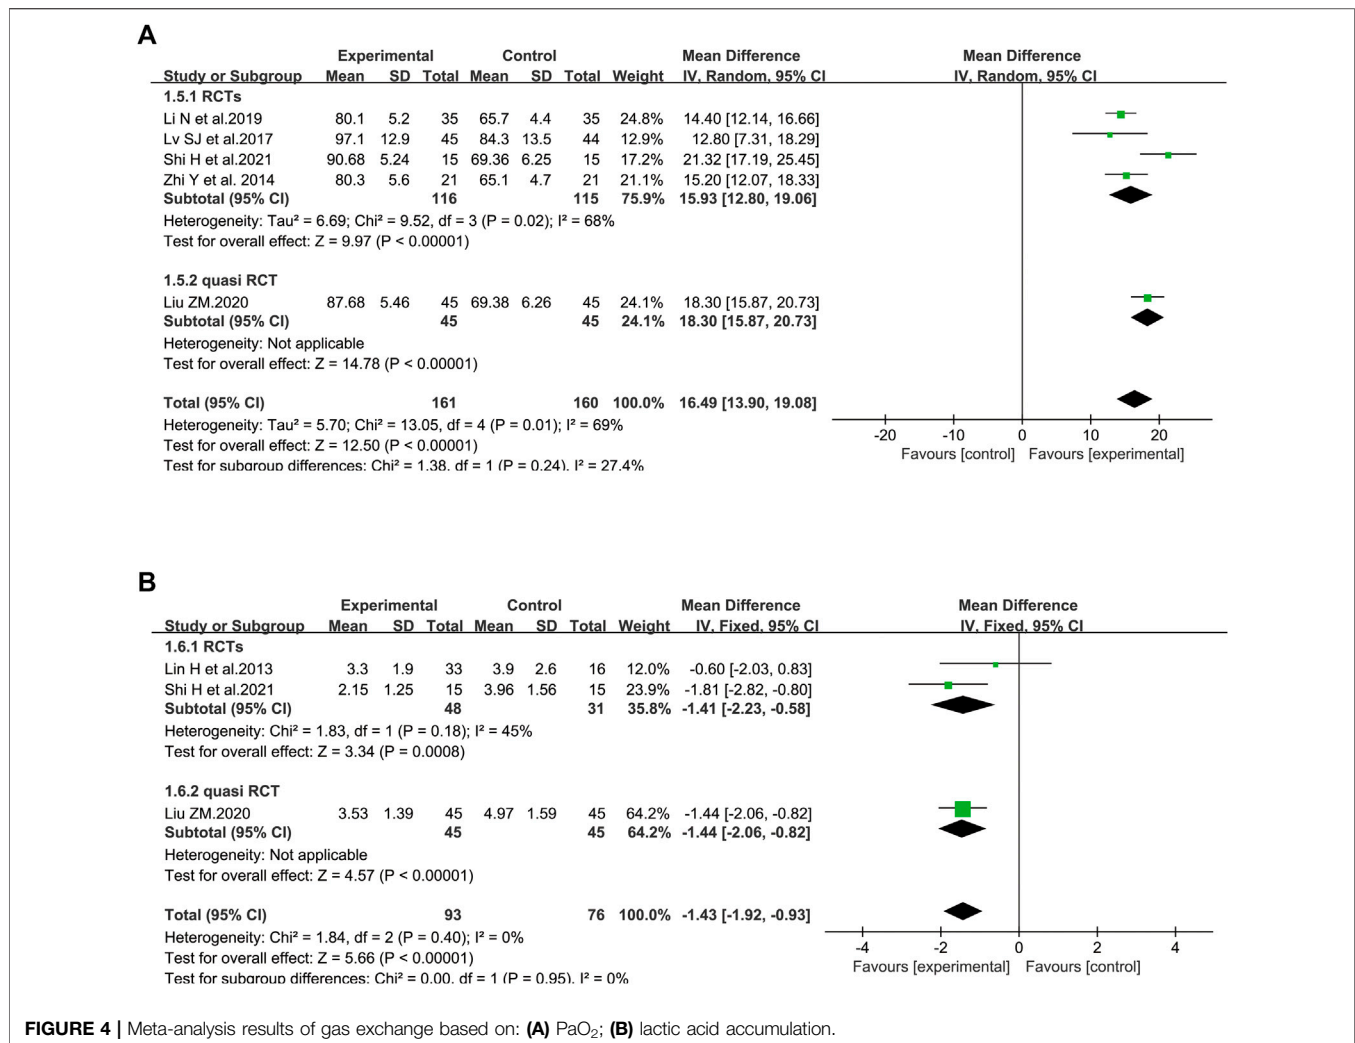 A
Experimental Control Mean Difference Mean Difference
Study or Subgroup Mean SD Total Mean SD Total Weight IV, Random, 95% CI IV, Random, 95% CI
1.5.1 RCTs
Li N et al.2019 80.1 5.2 35 65.7 4.4 35 24.8% 14.40 [12.14, 16.66]
Lv SJ et al.2017 97.1 12.9 45 84.3 13.5 44 12.9% 12.80 [7.31, 18.29]
Shi H et al.2021 90.68 5.24 15 69.36 6.25 15 17.2% 21.32 [17.19, 25.45]
Zhi Y et al. 2014 80.3 5.6 21 65.1 4.7 21 21.1% 15.20 [12.07, 18.33]
Subtotal (95% CI) 116 115 75.9% 15.93 [12.80, 19.06]
Heterogeneity: Tau² = 6.69; Chi² = 9.52, df = 3 (P = 0.02); I² = 68%
Test for overall effect: Z = 9.97 (P < 0.00001)
1.5.2 quasi RCT
Liu ZM.2020 87.68 5.46 45 69.38 6.26 45 24.1% 18.30 [15.87, 20.73]
Subtotal (95% CI) 45 45 24.1% 18.30 [15.87, 20.73]
Heterogeneity: Not applicable
Test for overall effect: Z = 14.78 (P < 0.00001)
Total (95% CI) 161 160 100.0% 16.49 [13.90, 19.08]
Heterogeneity: Tau² = 5.70; Chi² = 13.05, df = 4 (P = 0.01); I² = 69%
Test for overall effect: Z = 12.50 (P < 0.00001)
Test for subgroup differences: Chi² = 1.38, df = 1 (P = 0.24), I² = 27.4%
-20 -10 0 10 20
Favours [control] Favours [experimental]
B
Experimental Control Mean Difference Mean Difference
Study or Subgroup Mean SD Total Mean SD Total Weight IV, Fixed, 95% CI IV, Fixed, 95% CI
1.6.1 RCTs
Lin H et al.2013 3.3 1.9 33 3.9 2.6 16 12.0% -0.60 [-2.03, 0.83]
Shi H et al.2021 2.15 1.25 15 3.96 1.56 15 23.9% -1.81 [-2.82, -0.80]
Subtotal (95% CI) 48 31 35.8% -1.41 [-2.23, -0.58]
Heterogeneity: Chi² = 1.83, df = 1 (P = 0.18); I² = 45%
Test for overall effect: Z = 3.34 (P = 0.0008)
1.6.2 quasi RCT
Liu ZM.2020 3.53 1.39 45 4.97 1.59 45 64.2% -1.44 [-2.06, -0.82]
Subtotal (95% CI) 45 45 64.2% -1.44 [-2.06, -0.82]
Heterogeneity: Not applicable
Test for overall effect: Z = 4.57 (P < 0.00001)
Total (95% CI) 93 76 100.0% -1.43 [-1.92, -0.93]
Heterogeneity: Chi² = 1.84, df = 2 (P = 0.40); I² = 0%
Test for overall effect: Z = 5.66 (P < 0.00001)
Test for subgroup differences: Chi² = 0.00, df = 1 (P = 0.95), I² = 0%
-4 -2 0 2 4
Favours [experimental] Favours [control]
FIGURE 4 | Meta-analysis results of gas exchange based on: (A) PaO₂; (B) lactic acid accumulation.